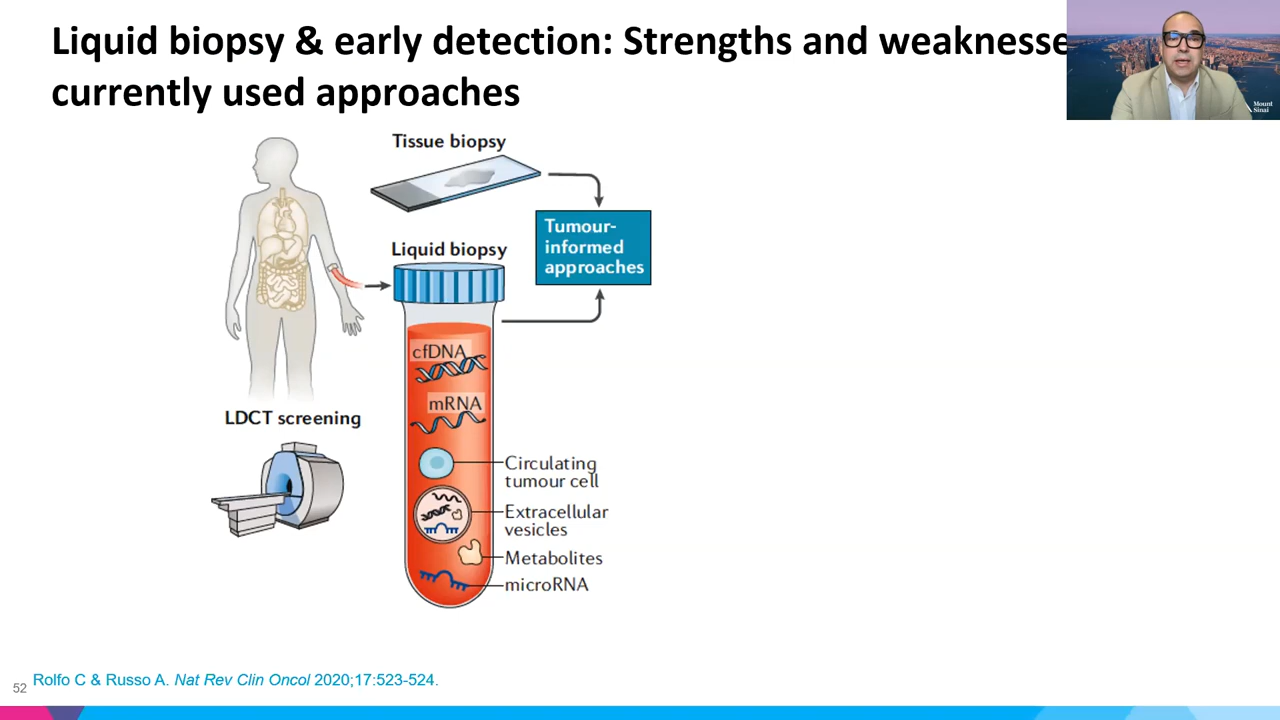 Liquid biopsy & early detection: Strengths and
currently used approaches
Mount
Sinai
Tissue biopsy
Liquid biopsy
Tumour-
informed
approaches
cfDNA
mRNA
LDCT screening
Circulating
tumour cell
Extracellular
vesicles
Metabolites
microRNA
52
Rolfo C & Russo A. Nat Rev Clin Oncol 2020;17:523-524.